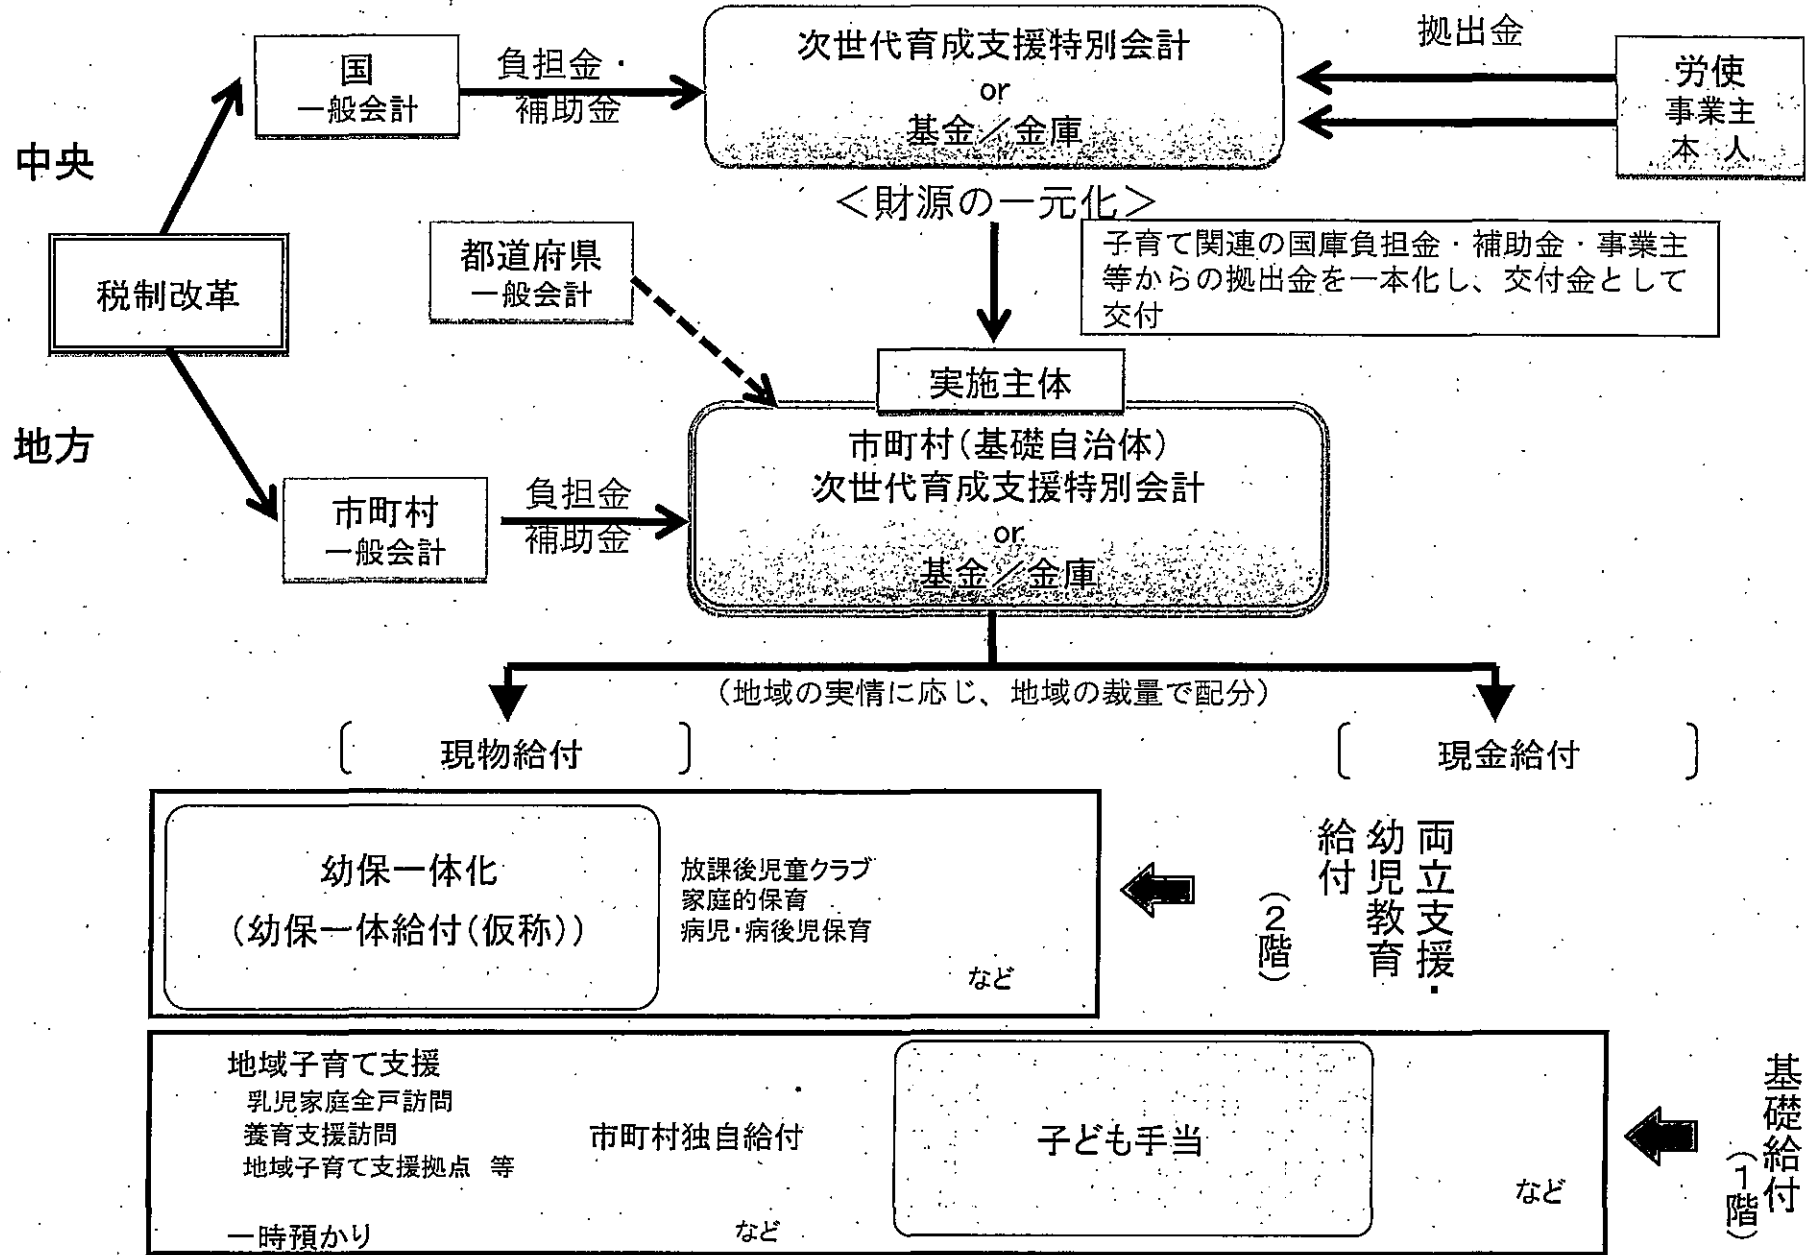 次世代育成支援特別会計
or
基金／金庫
拠出金
労使
事業主
本　人
国
一般会計
負担金・
補助金
中央
＜財源の一元化＞
子育て関連の国庫負担金・補助金・事業主
等からの拠出金を一本化し、交付金として
交付
都道府県
一般会計
税制改革
実施主体
地方
市町村（基礎自治体）
次世代育成支援特別会計
or
基金／金庫
市町村
一般会計
負担金
補助金
（地域の実情に応じ、地域の裁量で配分）
〔　現物給付　〕
〔　現金給付　〕
幼保一体化
（幼保一体給付（仮称））
放課後児童クラブ
家庭的保育
病児・病後児保育
など
両立支援・
幼児教育
給付
（2階）
地域子育て支援
乳児家庭全戸訪問
養育支援訪問
地域子育て支援拠点　等
一時預かり
市町村独自給付
など
子ども手当
など
基礎給付
（1階）